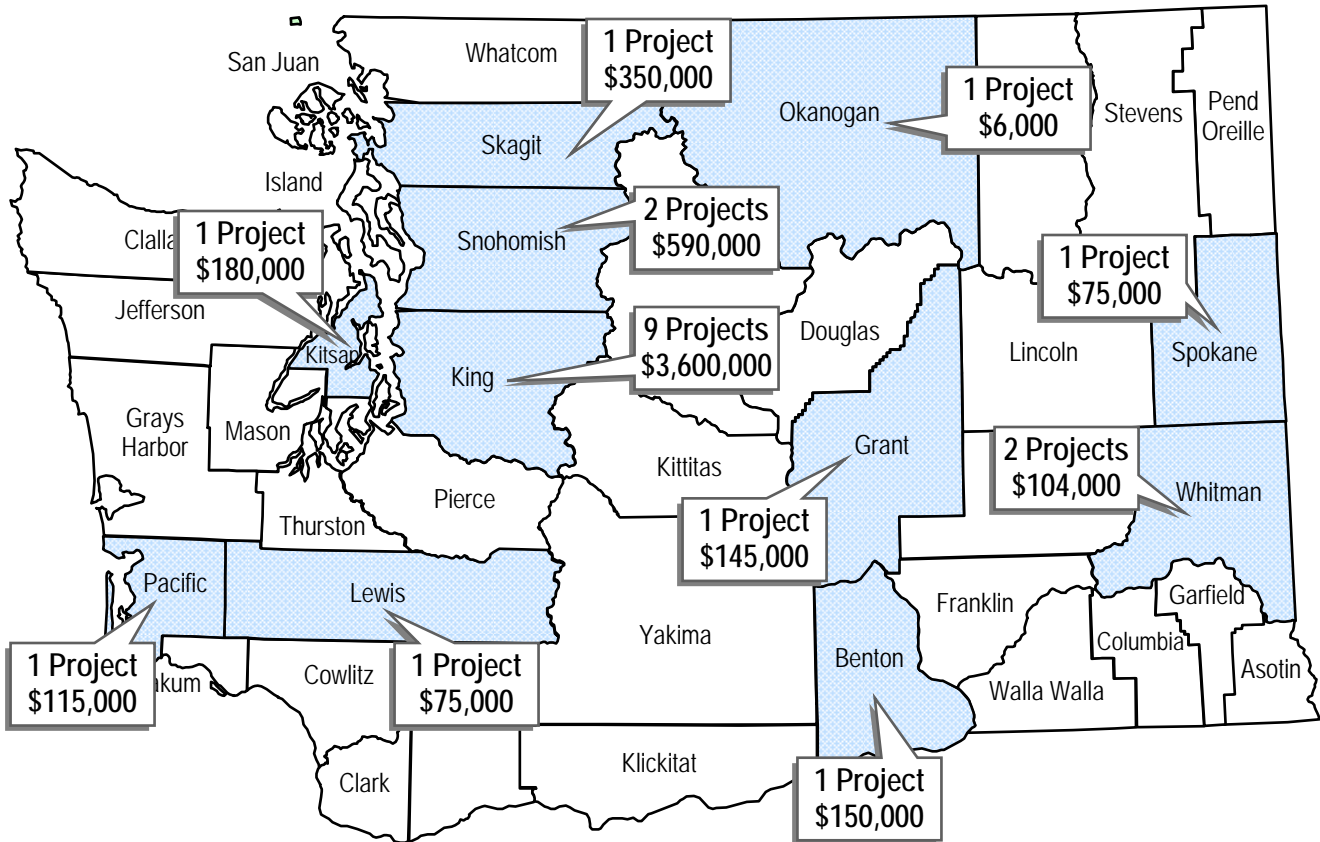 1 Project
$350,000
Whatcom
San Juan
1 Project
$6,000
Okanogan
Stevens
Pend
Oreille
Skagit
Island
2 Projects
$590,000
1 Project
$180,000
Clalla
Snohomish
1 Project
$75,000
Jefferson
9 Projects
$3,600,000
Douglas
Lincoln
Spokane
Kitsap
King
Grays
Harbor
Mason
Grant
2 Projects
$104,000
Kittitas
Whitman
Pierce
Thurston
1 Project
$145,000
Pacific
Lewis
Franklin
Garfield
Yakima
Columbia
1 Project
$115,000
akum
Cowlitz
1 Project
$75,000
Benton
Walla Walla
Asotin
Klickitat
Clark
1 Project
$150,000